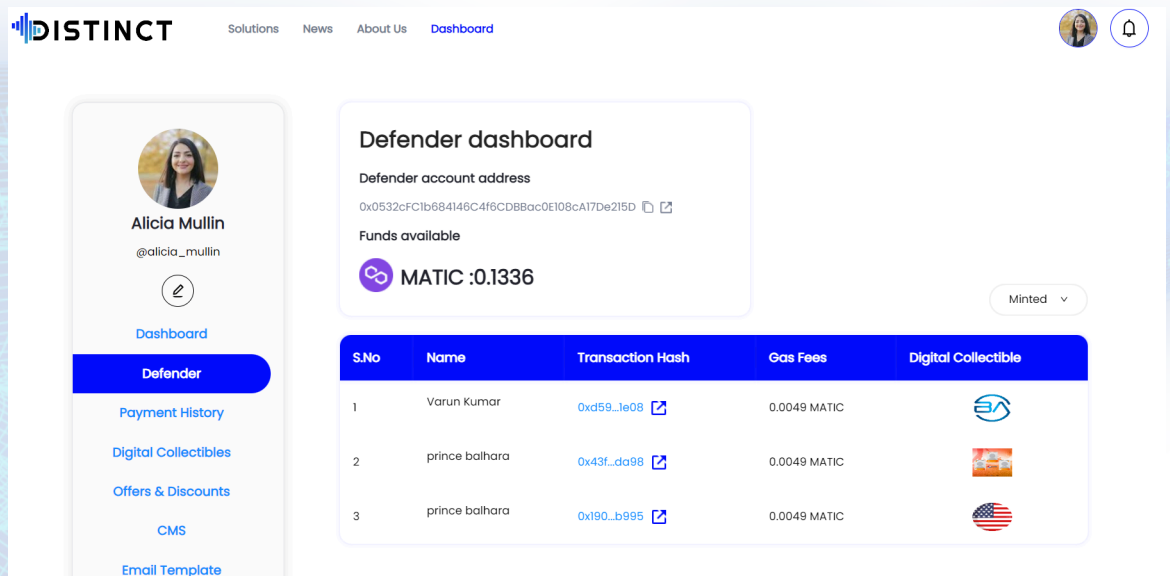 DISTINCT
Solutions News About Us Dashboard
Alicia Mullin
@alicia_mullin
Dashboard
Defender
Payment History
Digital Collectibles
Offers & Discounts
CMS
Email Template
Defender dashboard
Defender account address
0x0532cFC1b684146C4f6CDBBac0E108cA17De215D
Funds available
MATIC :0.1336
Minted
S.No Name Transaction Hash Gas Fees Digital Collectible
1 Varun Kumar 0xd59...1e08 0.0049 MATIC BA
2 prince balhara 0x43f...da98 0.0049 MATIC
3 prince balhara 0x190...b995 0.0049 MATIC